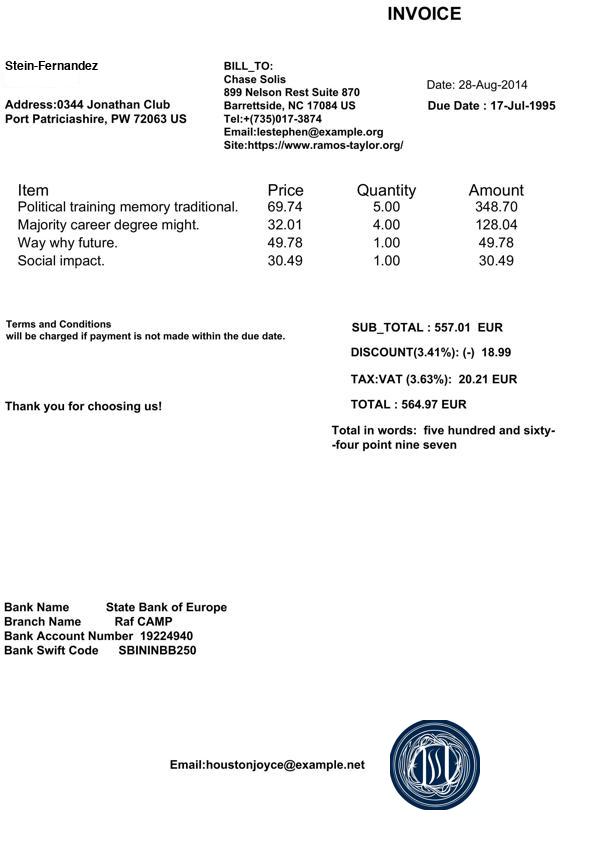 INVOICE
Stein-Fernandez
Address:0344 Jonathan Club
Port Patriciashire, PW 72063 US
BILL_TO:
Chase Solis
899 Nelson Rest Suite 870
Barrettside, NC 17084 US
Tel:+(735)017-3874
Email:lestephen@example.org
Site:https://www.ramos-taylor.org/
Date: 28-Aug-2014
Due Date : 17-Jul-1995
Item Price Quantity Amount
Political training memory traditional. 69.74 5.00 348.70
Majority career degree might. 32.01 4.00 128.04
Way why future. 49.78 1.00 49.78
Social impact. 30.49 1.00 30.49
Terms and Conditions
will be charged if payment is not made within the due date.
SUB_TOTAL : 557.01 EUR
DISCOUNT(3.41%): (-) 18.99
TAX:VAT (3.63%): 20.21 EUR
TOTAL : 564.97 EUR
Thank you for choosing us!
Total in words: five hundred and sixty-
-four point nine seven
Bank Name State Bank of Europe
Branch Name Raf CAMP
Bank Account Number 19224940
Bank Swift Code SBININBB250
Email:houstonjoyce@example.net